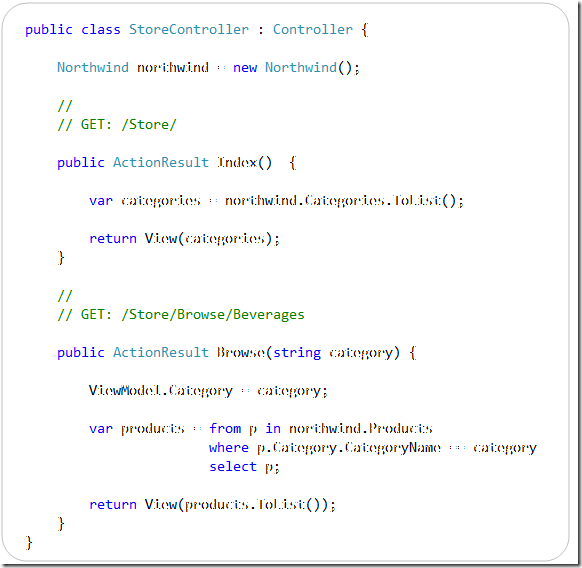 public class StoreController : Controller {
Northwind northwind = new Northwind();
//
// GET: /Store/
public ActionResult Index()  {
var categories = northwind.Categories.ToList();
return View(categories);
}
//
// GET: /Store/Browse/Beverages
public ActionResult Browse(string category) {
ViewModel.Category = category;
var products = from p in northwind.Products
where p.Category.CategoryName == category
select p;
return View(products.ToList());
}
}